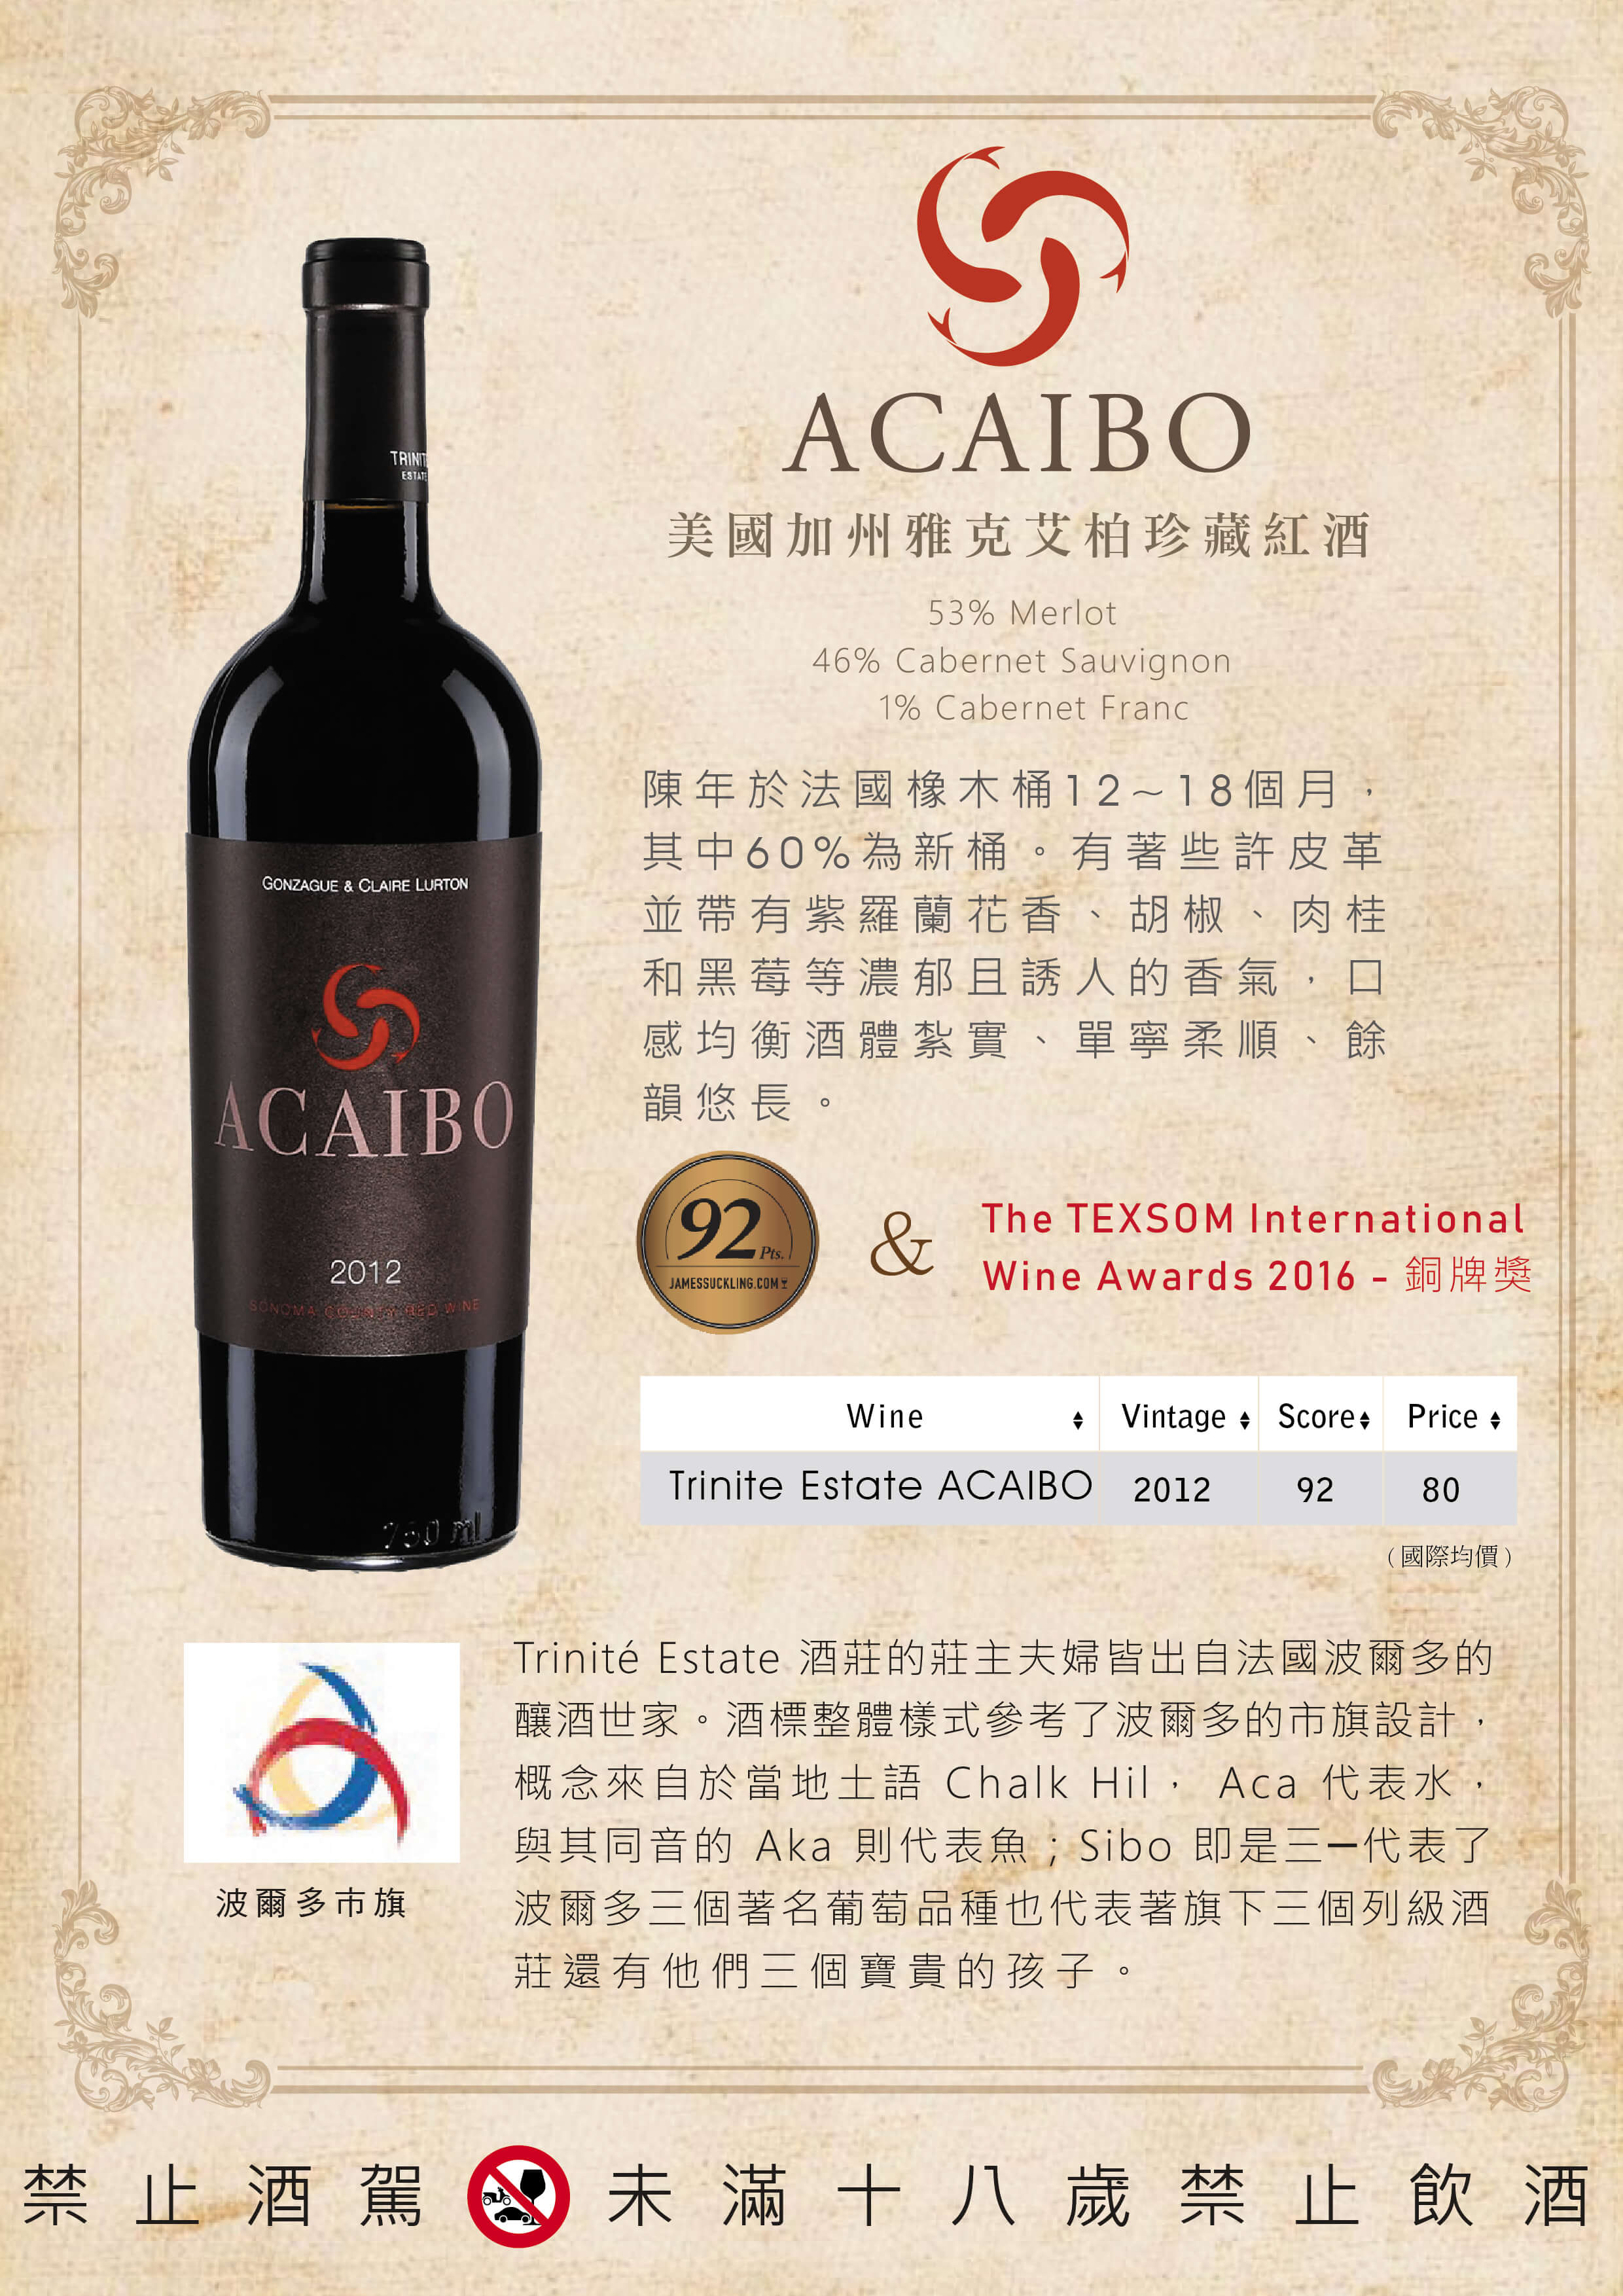 ACAIBO
美國加州雅克艾柏珍藏紅酒
53% Merlot
46% Cabernet Sauvignon
1% Cabernet Franc
陳年於法國橡木桶12~18個月，
其中60%為新桶。有著些許皮革
並帶有紫羅蘭花香、胡椒、肉桂
和黑莓等濃郁且誘人的香氣，口
感均衡酒體紮實、單寧柔順、餘
韻悠長。
TRINIT
ESTATE
GONZAGUE & CLAIRE LURTON
ACAIBO
2012
SONOMA COUNTY RED WINE
750 ml
92 Pts.
JAMESSUCKLING.COM
&
The TEXSOM International
Wine Awards 2016 - 銅牌獎
Wine Vintage Score Price
Trinite Estate ACAIBO 2012 92 80
(國際均價)
Trinité Estate 酒莊的莊主夫婦皆出自法國波爾多的
釀酒世家。酒標整體樣式參考了波爾多的市旗設計，
概念來自於當地土語 Chalk Hil， Aca 代表水，
與其同音的 Aka 則代表魚；Sibo 即是三—代表了
波爾多三個著名葡萄品種也代表著旗下三個列級酒
莊還有他們三個寶貴的孩子。
波爾多市旗
禁止酒駕 未滿十八歲禁止飲酒